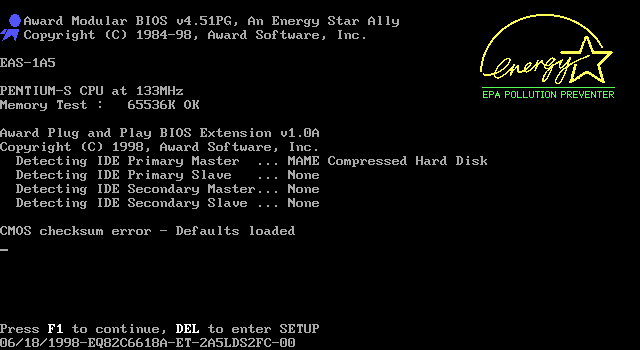 Award Modular BIOS v4.51PG, An Energy Star Ally
Copyright (C) 1984-98, Award Software, Inc.
energy
EPA POLLUTION PREVENTER
EAS-1A5
PENTIUM-S CPU at 133MHz
Memory Test :   65536K OK
Award Plug and Play BIOS Extension v1.0A
Copyright (C) 1998, Award Software, Inc.
Detecting IDE Primary Master  ... MAME Compressed Hard Disk
Detecting IDE Primary Slave   ... None
Detecting IDE Secondary Master... None
Detecting IDE Secondary Slave ... None
CMOS checksum error - Defaults loaded
Press F1 to continue, DEL to enter SETUP
06/18/1998-EQ82C6618A-ET-2A5LDS2FC-00